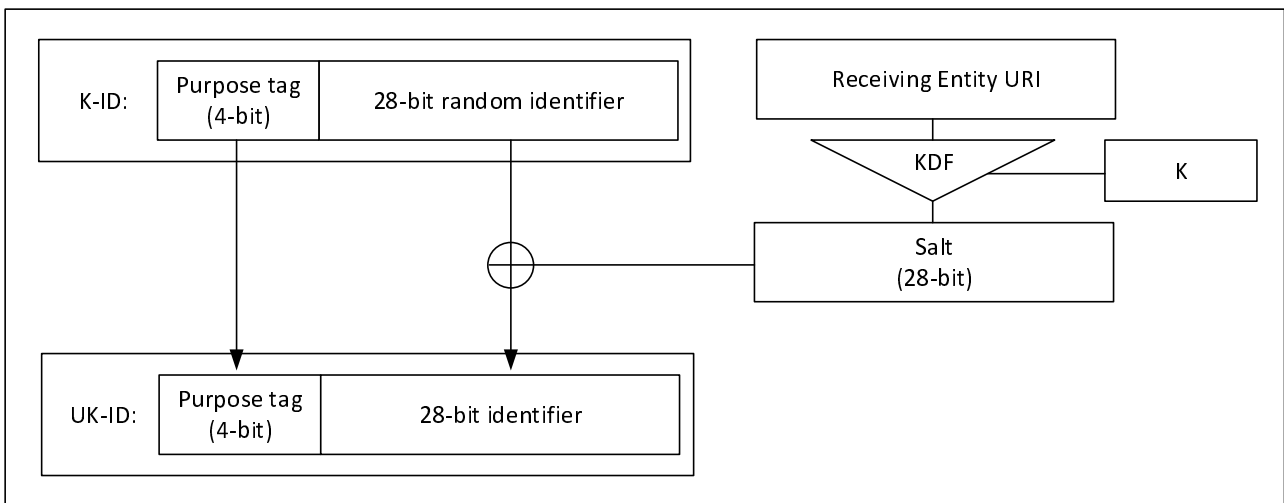 K-ID:
Purpose tag
(4-bit)
28-bit random identifier
Receiving Entity URI
KDF
K
Salt
(28-bit)
UK-ID:
Purpose tag
(4-bit)
28-bit identifier